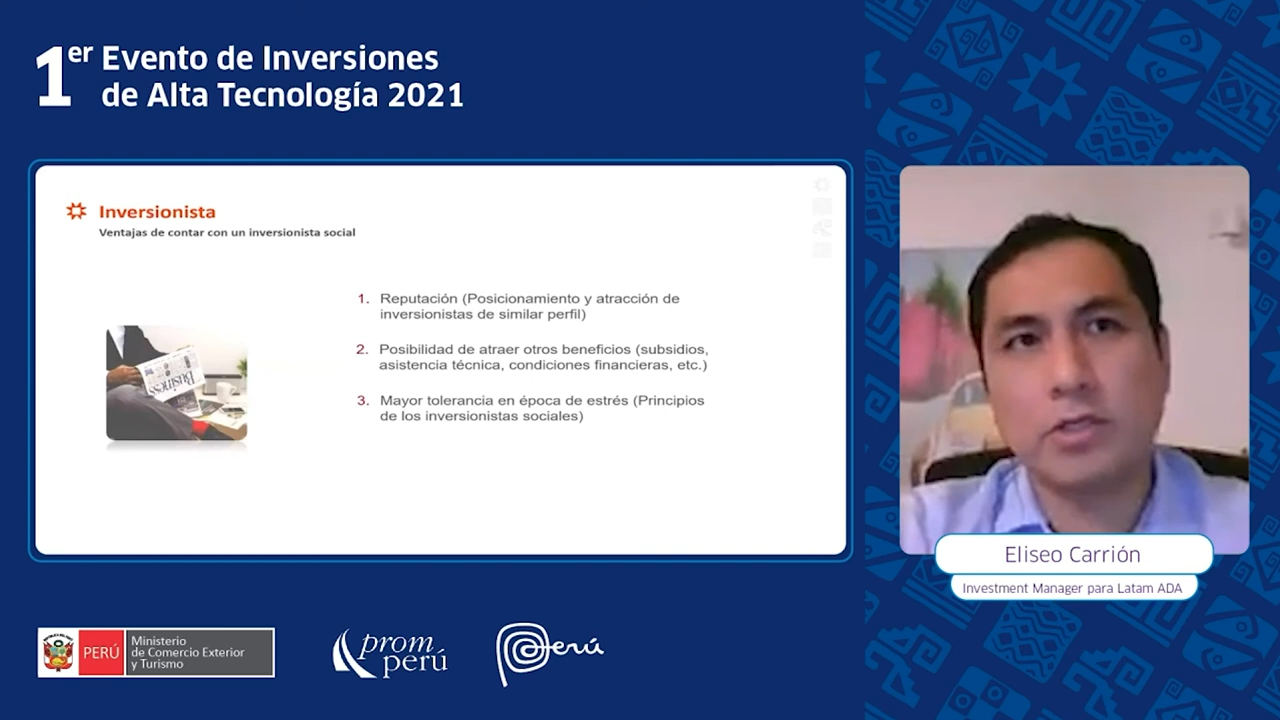 1er Evento de Inversiones
de Alta Tecnología 2021
Inversionista
Ventajas de contar con un inversionista social
1. Reputación (Posicionamiento y atracción de
inversionistas de similar perfil)
2. Posibilidad de atraer otros beneficios (subsidios,
asistencia técnica, condiciones financieras, etc.)
3. Mayor tolerancia en época de estrés (Principios
de los inversionistas sociales)
Business
Eliseo Carrión
Investment Manager para Latam ADA
PERÚ
Ministerio
de Comercio Exterior
y Turismo
prom
perú
Perú